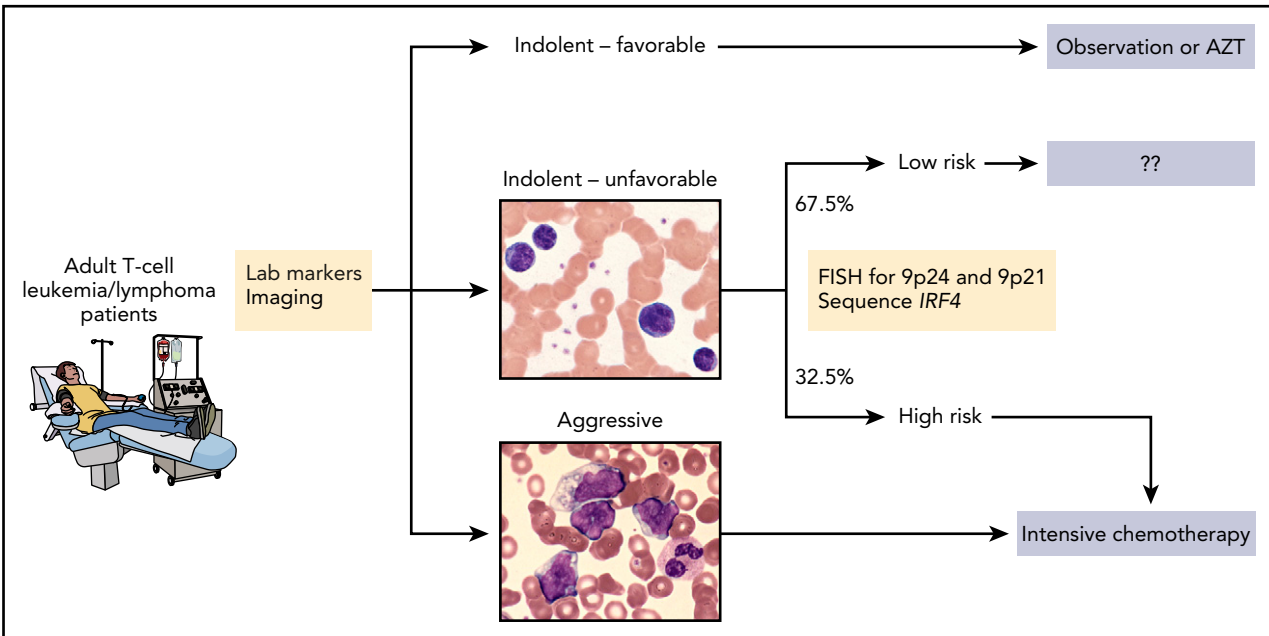 Indolent – favorable
Observation or AZT
Indolent – unfavorable
Low risk
??
67.5%
Adult T-cell
leukemia/lymphoma
patients
Lab markers
Imaging
FISH for 9p24 and 9p21
Sequence IRF4
32.5%
High risk
Aggressive
Intensive chemotherapy